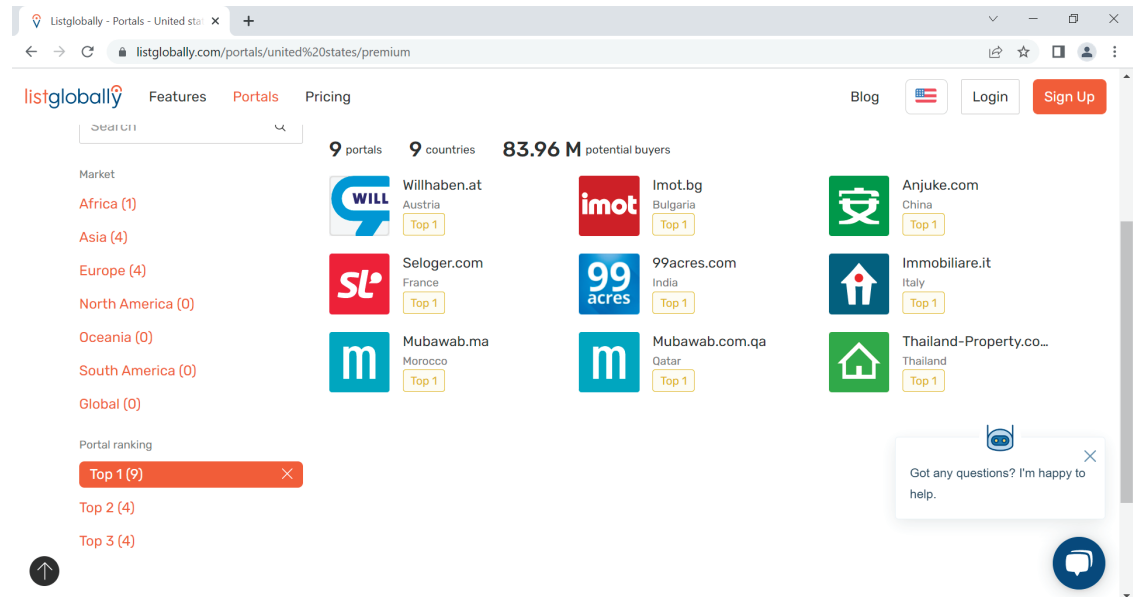 Listglobally - Portals - United sta
listglobally.com/portals/united%20states/premium
listglobally
Features
Portals
Pricing
Blog
Login
Sign Up
Search
9 portals
9 countries
83.96 M potential buyers
Market
Africa (1)
Asia (4)
Europe (4)
North America (0)
Oceania (0)
South America (0)
Global (0)
Portal ranking
Top 1 (9)
Top 2 (4)
Top 3 (4)
WILL
Willhaben.at
Austria
Top 1
imot
Imot.bg
Bulgaria
Top 1
安
Anjuke.com
China
Top 1
SL
Seloger.com
France
Top 1
99
acres
99acres.com
India
Top 1
Immobiliare.it
Italy
Top 1
m
Mubawab.ma
Morocco
Top 1
m
Mubawab.com.qa
Qatar
Top 1
Thailand-Property.co...
Thailand
Top 1
Got any questions? I'm happy to
help.